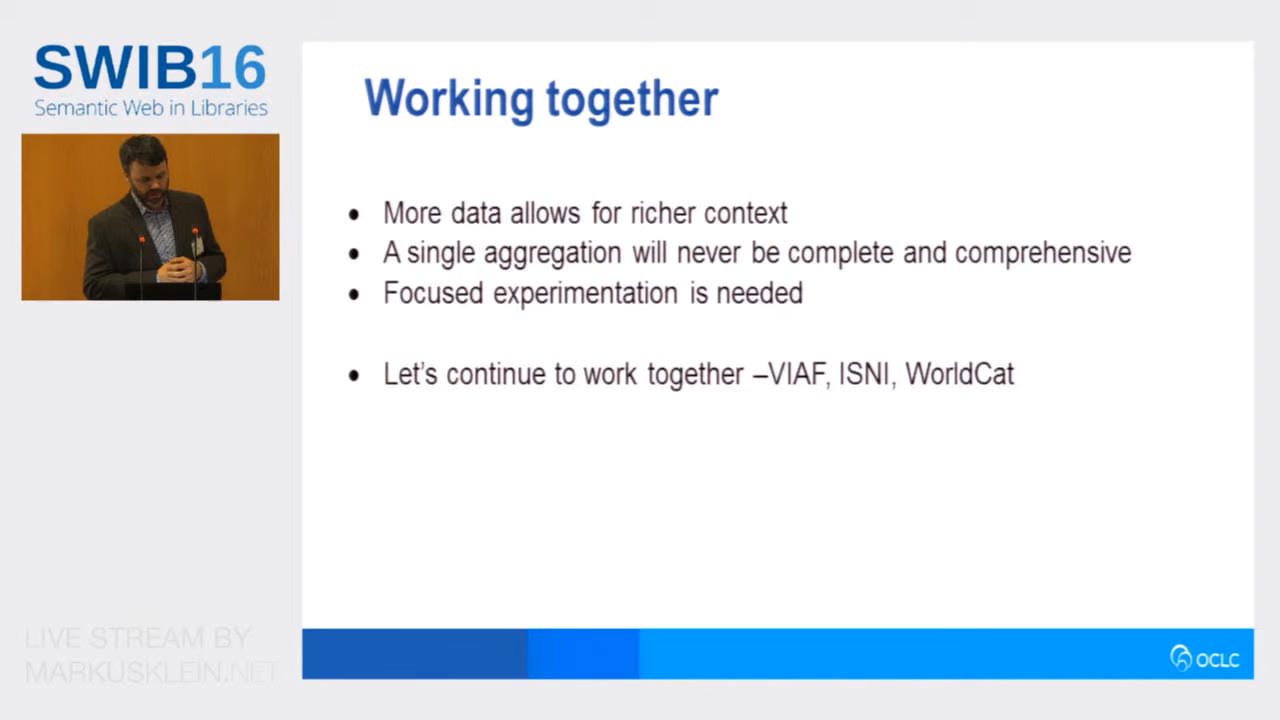 SWIB16
Semantic Web in Libraries
Working together
• More data allows for richer context
• A single aggregation will never be complete and comprehensive
• Focused experimentation is needed
• Let's continue to work together –VIAF, ISNI, WorldCat
LIVE STREAM BY
MARKUSKLEIN.NET
OCLC